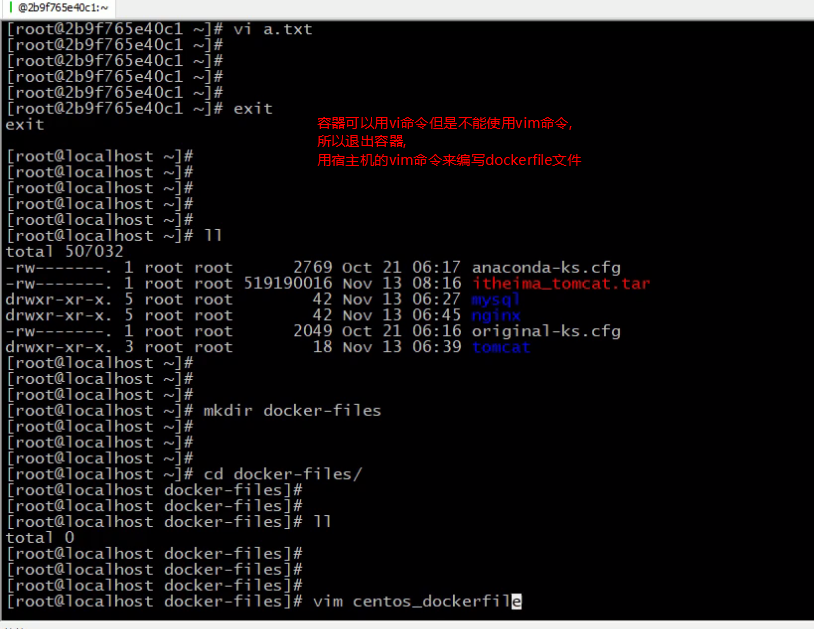 @2b9f765e40c1:~
[root@2b9f765e40c1 ~]# vi a.txt
[root@2b9f765e40c1 ~]#
[root@2b9f765e40c1 ~]#
[root@2b9f765e40c1 ~]#
[root@2b9f765e40c1 ~]#
[root@2b9f765e40c1 ~]# exit
exit
容器可以用vi命令但是不能使用vim命令,
所以退出容器,
用宿主机的vim命令来编写dockerfile文件
[root@localhost ~]#
[root@localhost ~]#
[root@localhost ~]#
[root@localhost ~]#
[root@localhost ~]#
[root@localhost ~]# ll
total 507032
-rw-------. 1 root root      2769 Oct 21 06:17 anaconda-ks.cfg
-rw-------. 1 root root 519190016 Nov 13 08:16 itheima_tomcat.tar
drwxr-xr-x. 5 root root        42 Nov 13 06:27 mysql
drwxr-xr-x. 5 root root        42 Nov 13 06:45 nginx
-rw-------. 1 root root      2049 Oct 21 06:16 original-ks.cfg
drwxr-xr-x. 3 root root        18 Nov 13 06:39 tomcat
[root@localhost ~]#
[root@localhost ~]#
[root@localhost ~]#
[root@localhost ~]# mkdir docker-files
[root@localhost ~]#
[root@localhost ~]#
[root@localhost ~]#
[root@localhost ~]# cd docker-files/
[root@localhost docker-files]#
[root@localhost docker-files]#
[root@localhost docker-files]# ll
total 0
[root@localhost docker-files]#
[root@localhost docker-files]#
[root@localhost docker-files]#
[root@localhost docker-files]# vim centos_dockerfile